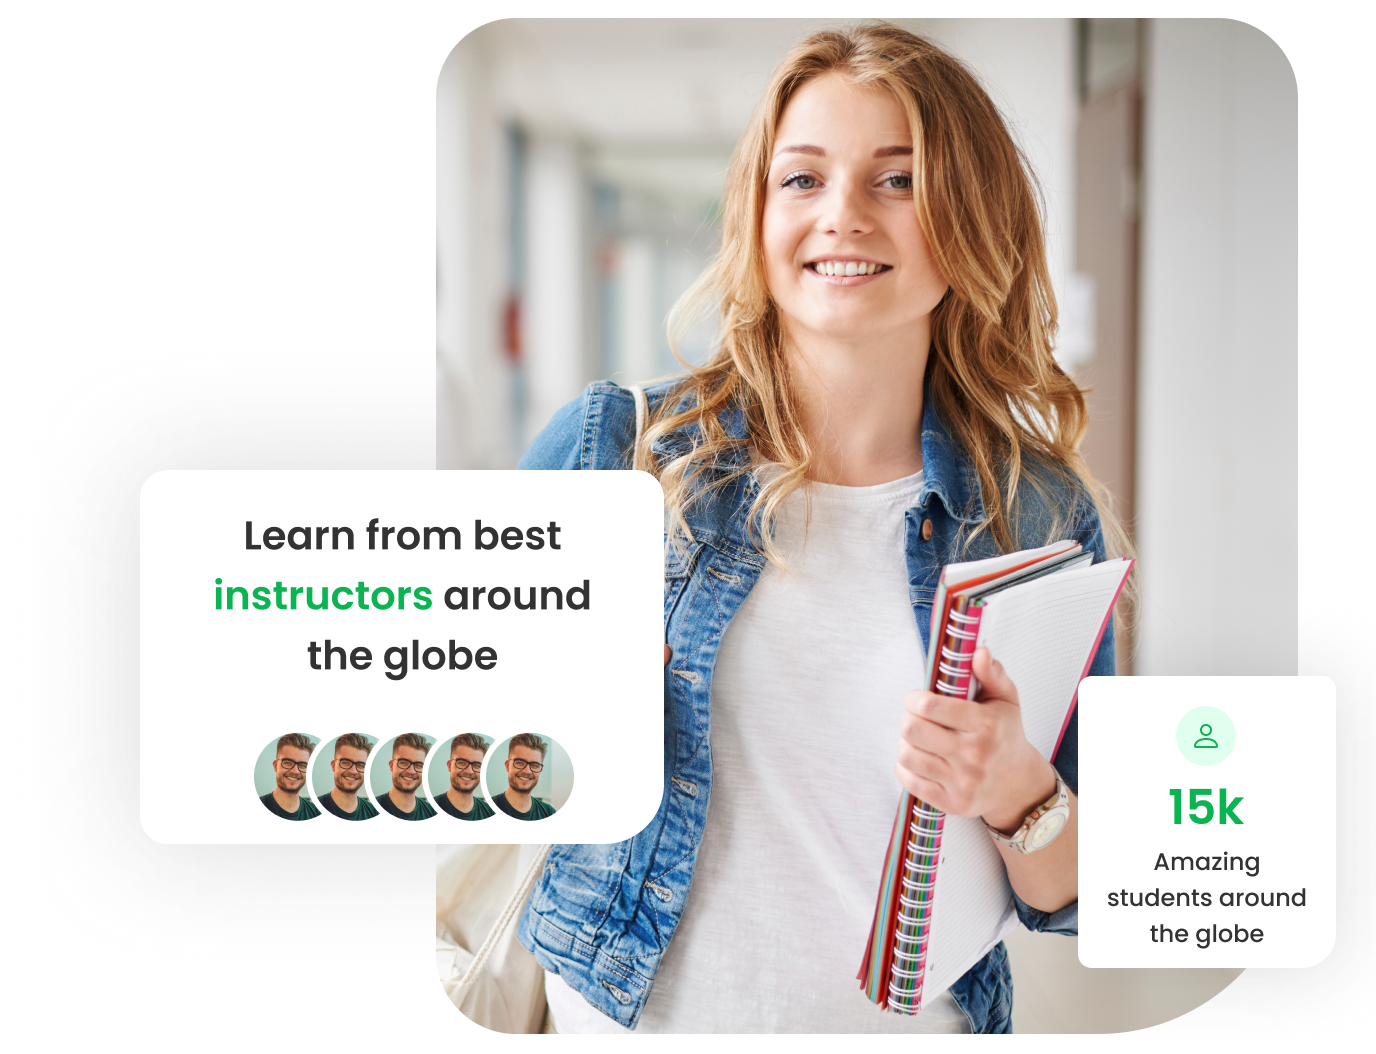 Learn from best
instructors around
the globe
15k
Amazing
students around
the globe